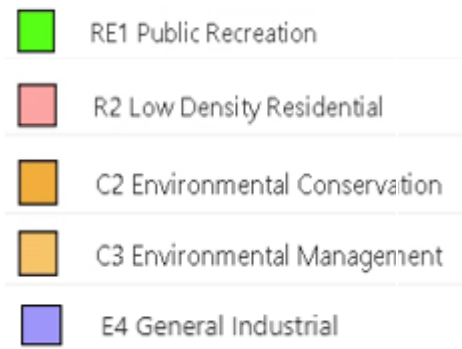 RE1 Public Recreation
R2 Low Density Residential
C2 Environmental Conservation
C3 Environmental Management
E4 General Industrial